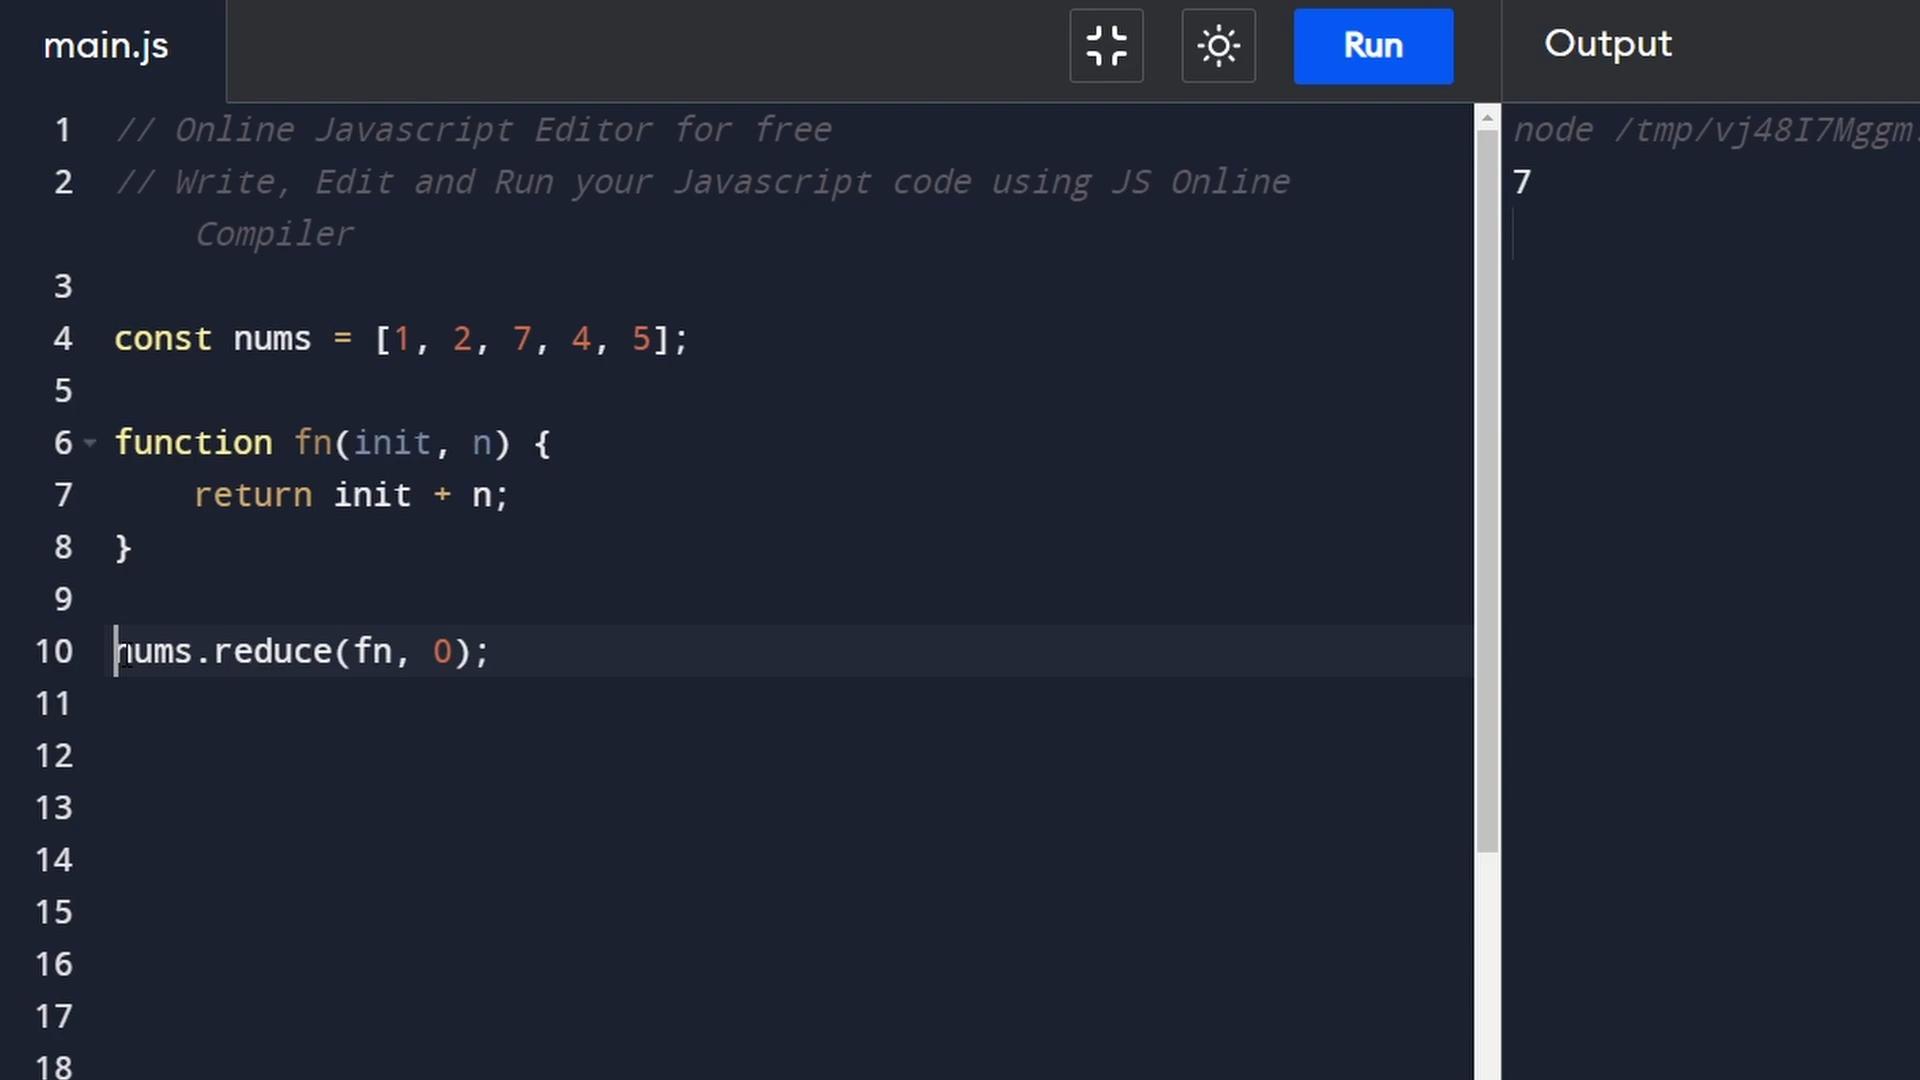 main.js
Run
Output
1 // Online Javascript Editor for free
2 // Write, Edit and Run your Javascript code using JS Online
Compiler
3
4 const nums = [1, 2, 7, 4, 5];
5
6 function fn(init, n) {
7 return init + n;
8 }
9
10 nums.reduce(fn, 0);
11
12
13
14
15
16
17
18
node /tmp/vj48I7Mggm.
7